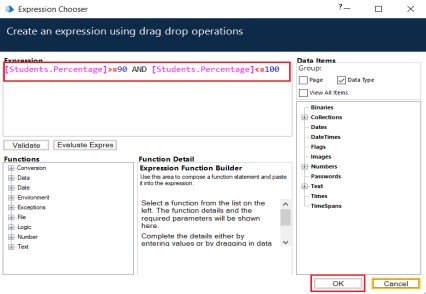 Expression Chooser
?
Create an expression using drag drop operations
Expression
[Students.Percentage]>=90 AND [Students.Percentage]<=100
Validate
Evaluate Expres
Functions
Conversion
Data
Date
Environment
Exceptions
File
Logic
Number
Text
Function Detail
Expression Function Builder
Use this area to compose a function statement and paste
it into the expression.
Select a function from the list on the
left. The function details and the
required parameters will be shown
here.
Complete the details either by
entering values or by dragging in data
Data Items
Group:
Page
Data Type
View All Items
Binaries
Collections
Dates
DateTimes
Flags
Images
Numbers
Passwords
Text
Times
TimeSpans
OK
Cancel